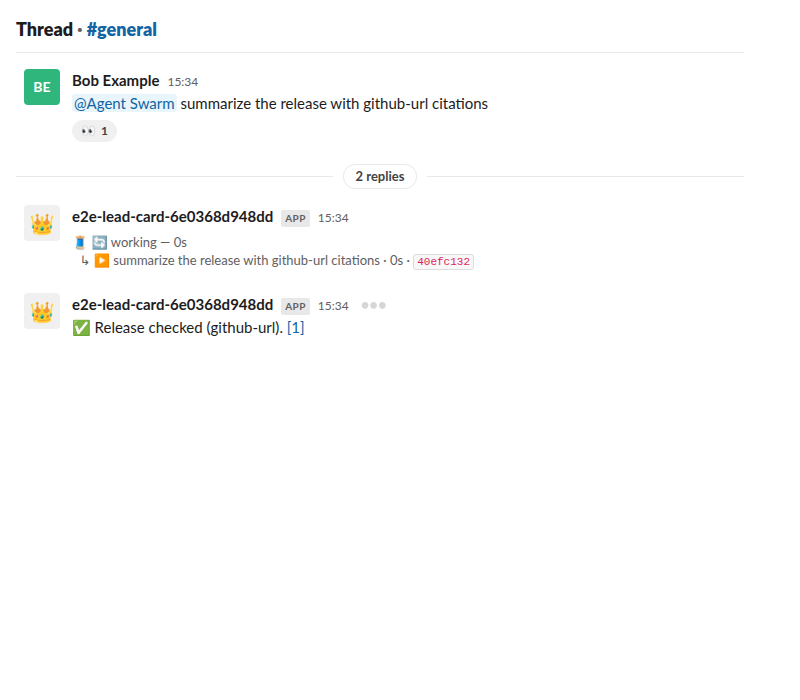 Thread • #general
BE
Bob Example 15:34
@Agent Swarm summarize the release with github-url citations
👀 1
2 replies
e2e-lead-card-6e0368d948dd APP 15:34
🧵 🔄 working — 0s
↳ ▶️ summarize the release with github-url citations · 0s · 40efc132
e2e-lead-card-6e0368d948dd APP 15:34
✅ Release checked (github-url). [1]